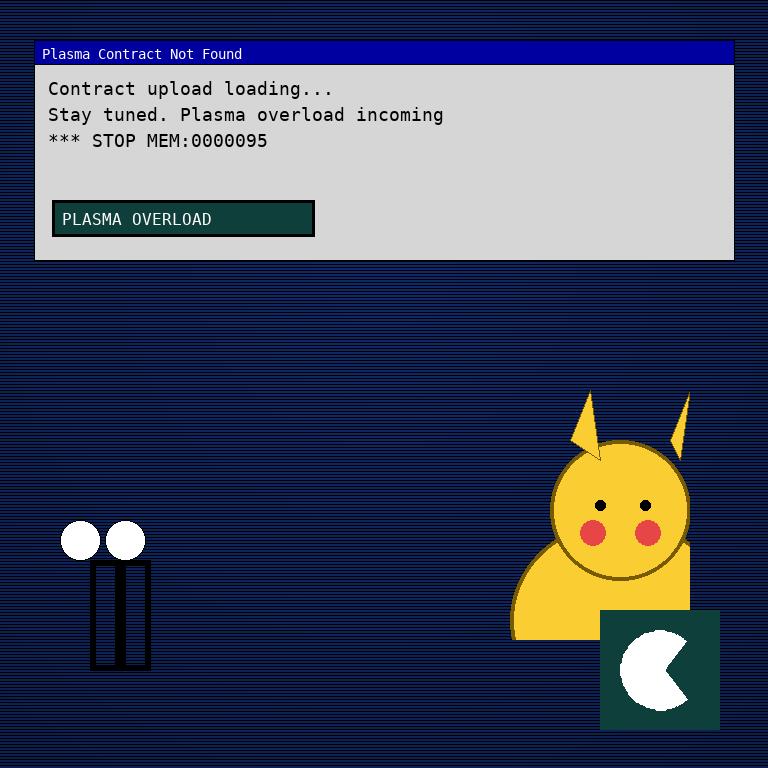 Plasma Contract Not Found
Contract upload loading...
Stay tuned. Plasma overload incoming
*** STOP MEM:0000095
PLASMA OVERLOAD